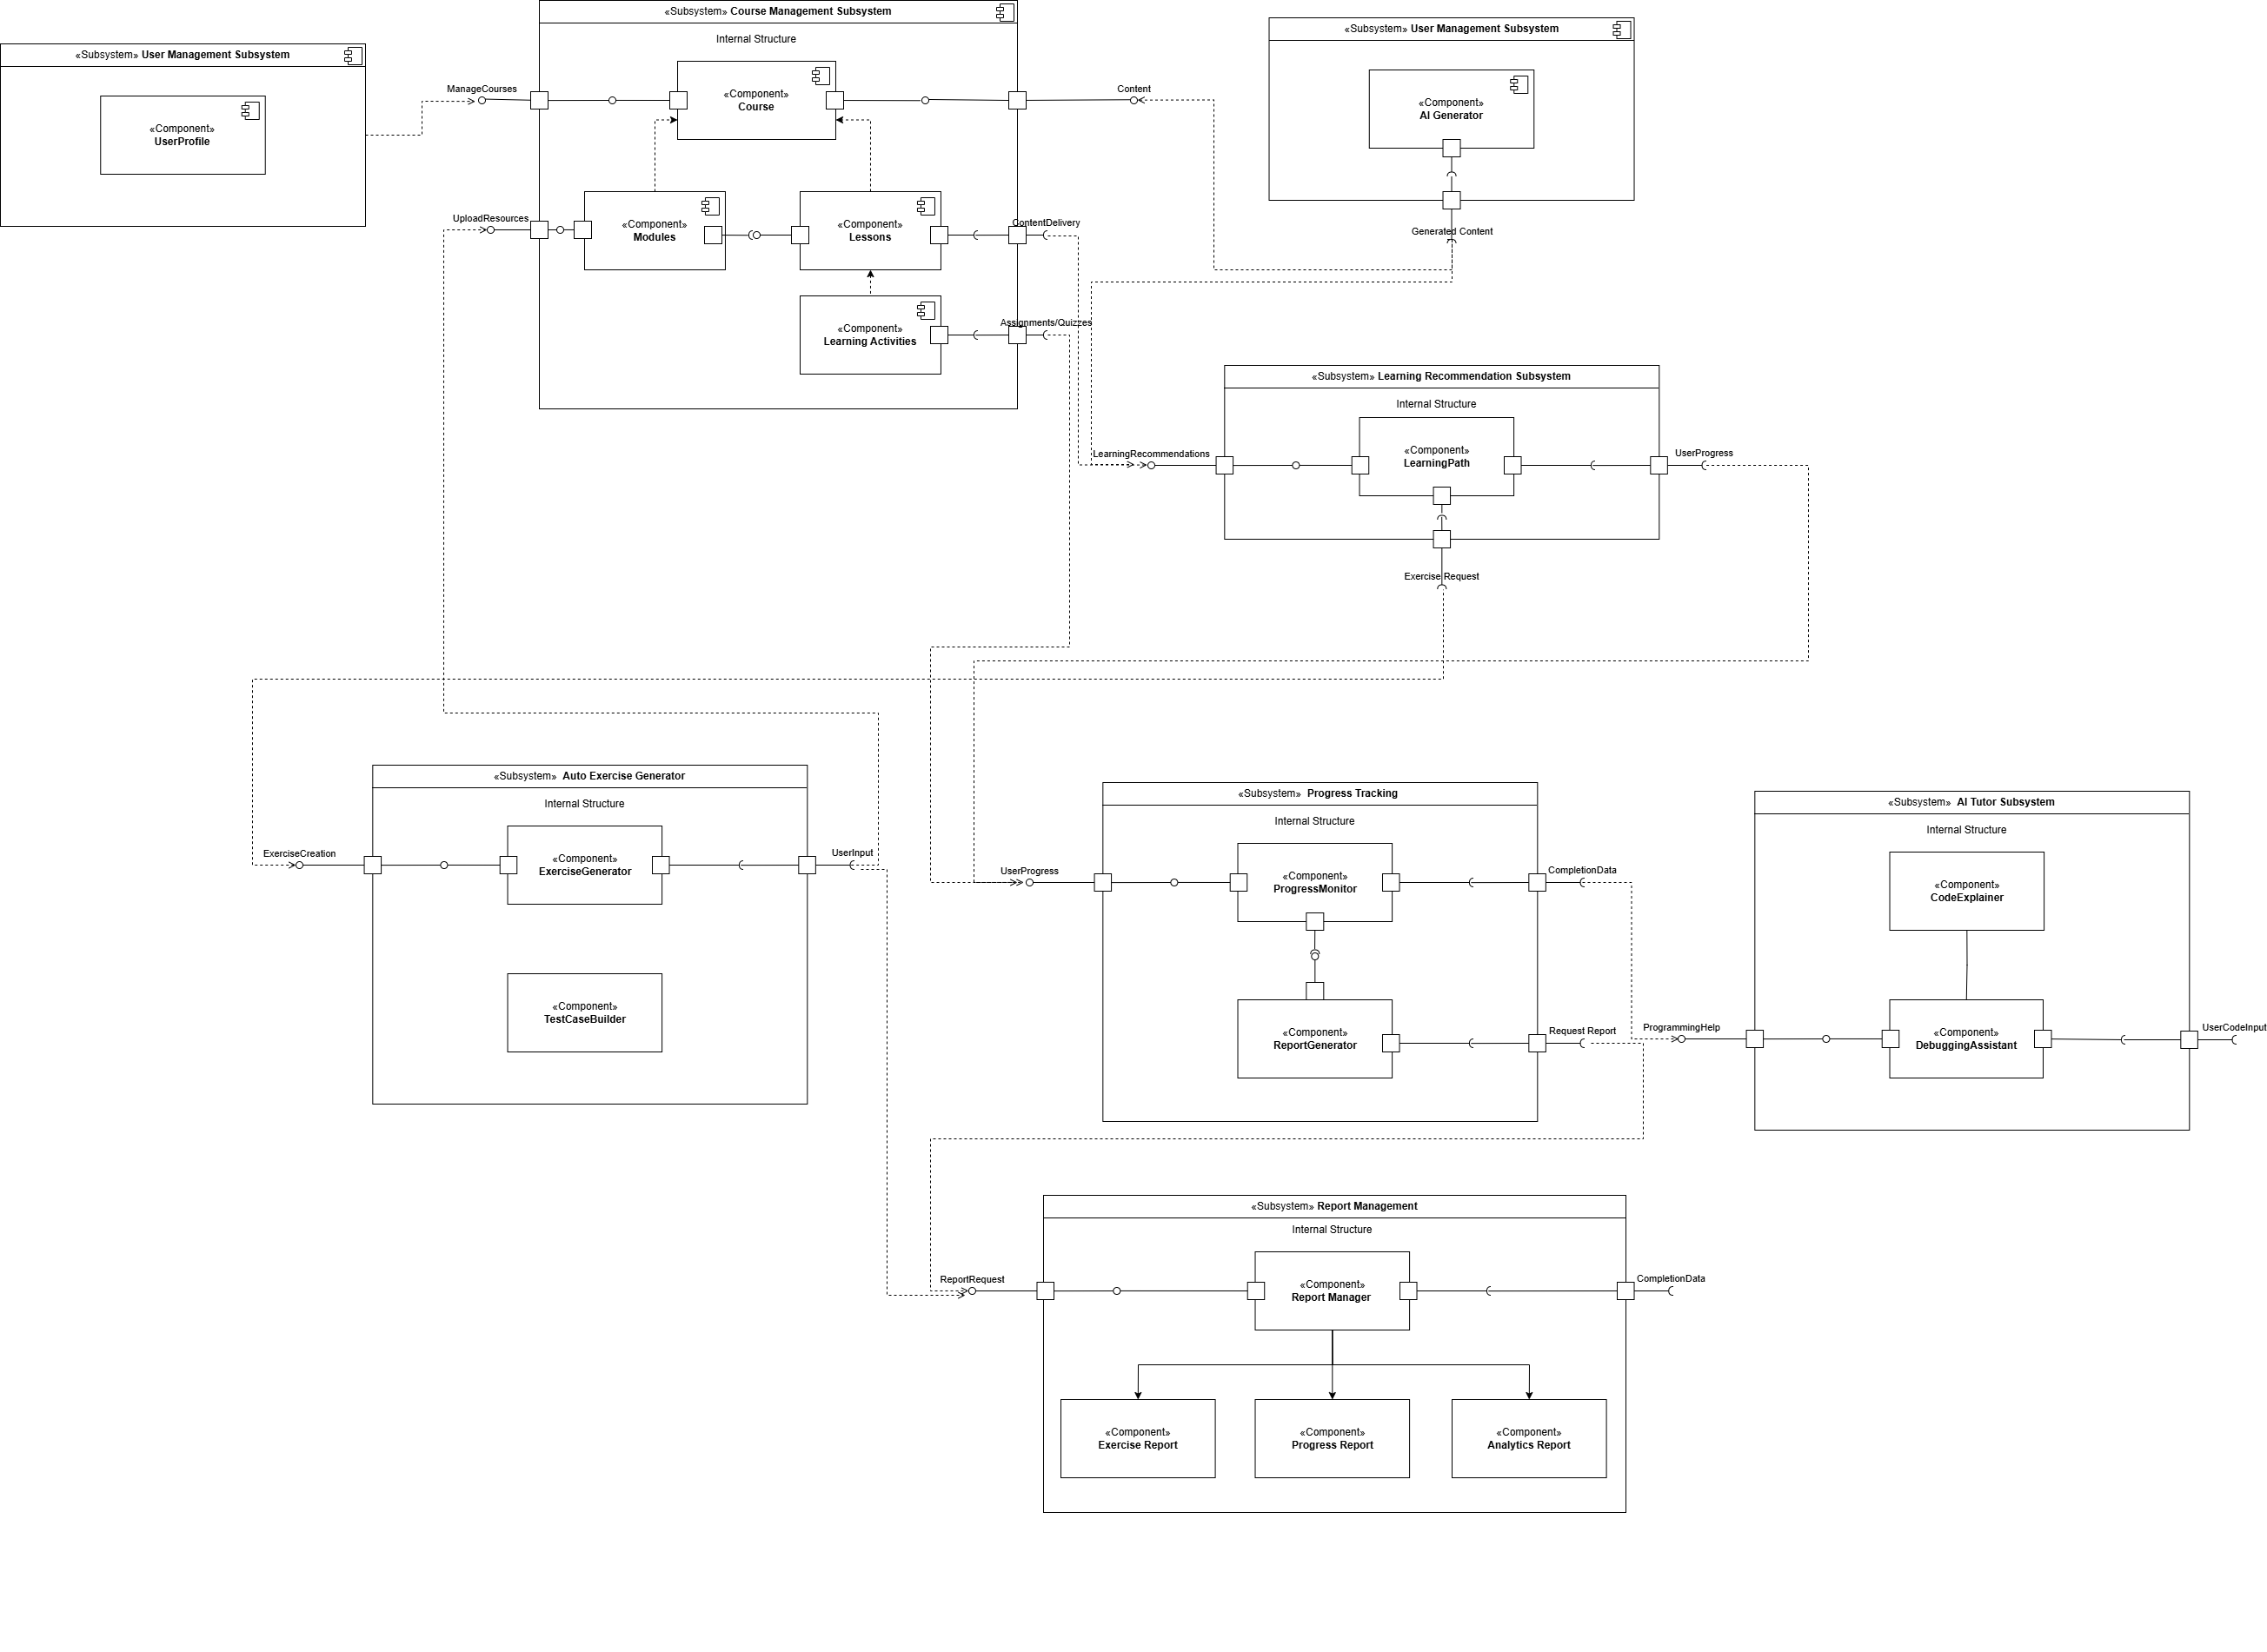 «Subsystem» Course Management Subsystem
Internal Structure
«Subsystem» User Management Subsystem
«Subsystem» User Management Subsystem
ManageCourses
«Component»
Course
Content
«Component»
AI Generator
«Component»
UserProfile
UploadResources
«Component»
Modules
«Component»
Lessons
ContentDelivery
Generated Content
«Component»
Learning Activities
Assignments/Quizzes
«Subsystem» Learning Recommendation Subsystem
Internal Structure
LearningRecommendations
«Component»
LearningPath
UserProgress
Exercise Request
«Subsystem» Auto Exercise Generator
Internal Structure
ExerciseCreation
«Component»
ExerciseGenerator
UserInput
«Component»
TestCaseBuilder
«Subsystem» Progress Tracking
Internal Structure
UserProgress
«Component»
ProgressMonitor
CompletionData
«Component»
ReportGenerator
Request Report
«Subsystem» AI Tutor Subsystem
Internal Structure
«Component»
CodeExplainer
ProgrammingHelp
«Component»
DebuggingAssistant
UserCodeInput
«Subsystem» Report Management
Internal Structure
ReportRequest
«Component»
Report Manager
CompletionData
«Component»
Exercise Report
«Component»
Progress Report
«Component»
Analytics Report